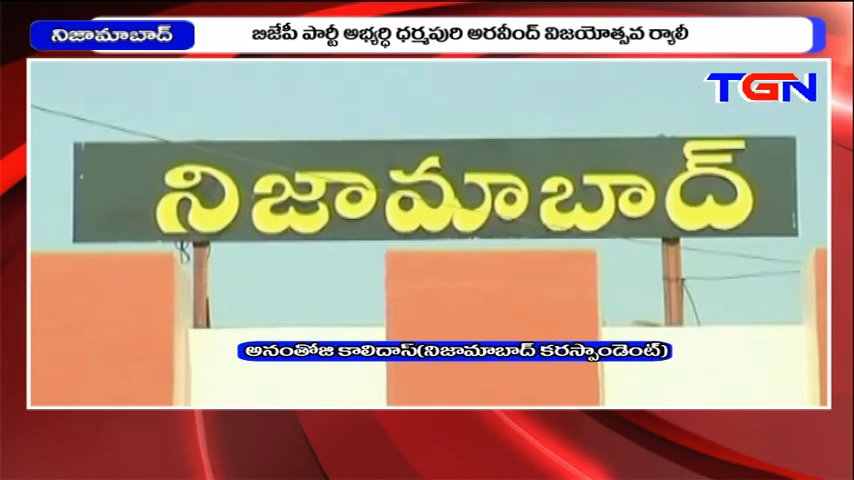 నిజామాబాద్
బిజేపీ పార్టీ అభ్యర్ధి ధర్మపురి అరవింద్ విజయోత్సవ ర్యాలీ
TGN
నిజామాబాద్
అనంతోజి కాలిదాస్(నిజామాబాద్ కరస్పాండెంట్)